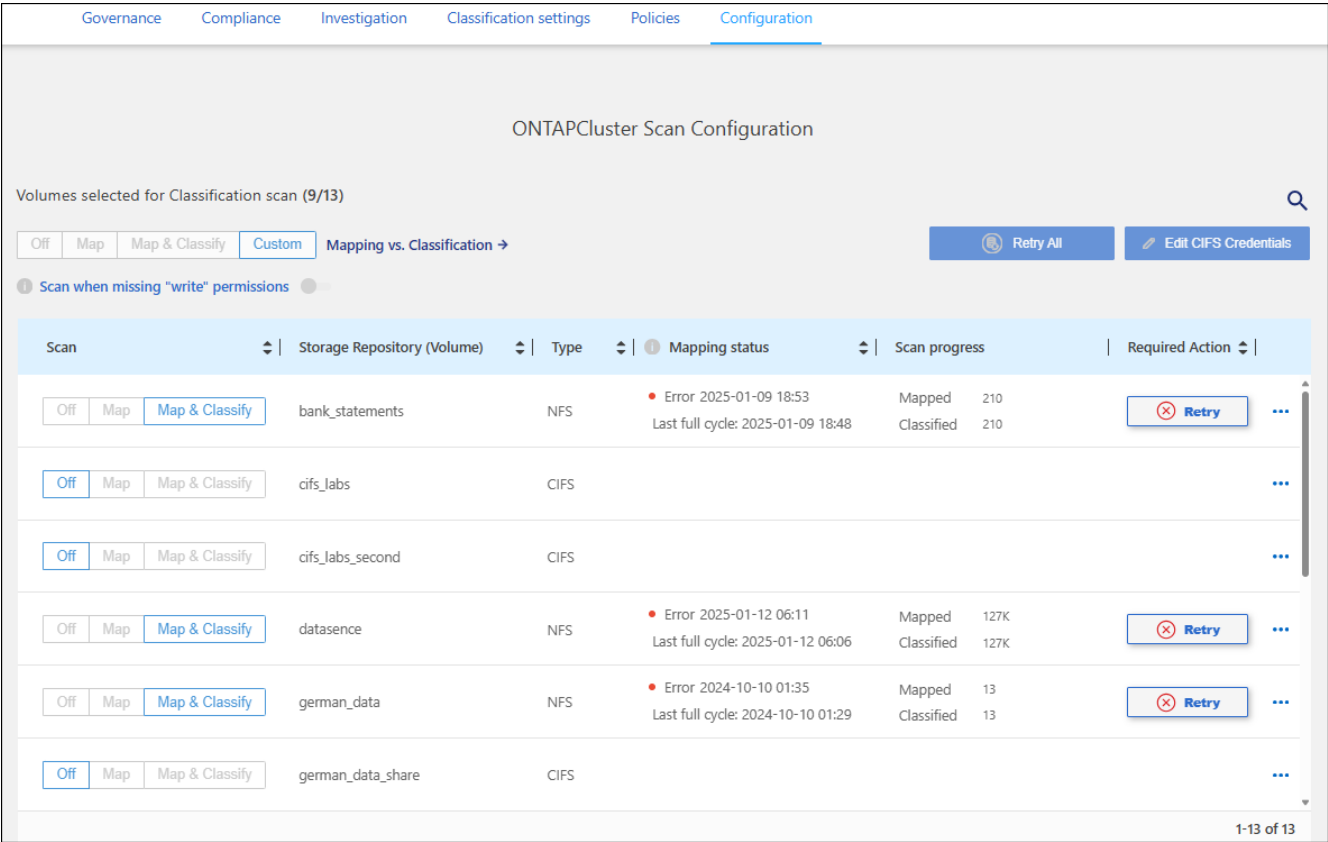 Governance Compliance Investigation Classification settings Policies Configuration
ONTAPCluster Scan Configuration
Volumes selected for Classification scan (9/13)
Off Map Map & Classify Custom Mapping vs. Classification → Retry All Edit CIFS Credentials
Scan when missing "write" permissions
Scan Storage Repository (Volume) Type Mapping status Scan progress Required Action
Off Map Map & Classify bank_statements NFS Error 2025-01-09 18:53 Mapped 210 Retry
Last full cycle: 2025-01-09 18:48 Classified 210
Off Map Map & Classify cifs_labs CIFS
Off Map Map & Classify cifs_labs_second CIFS
Off Map Map & Classify datasence NFS Error 2025-01-12 06:11 Mapped 127K Retry
Last full cycle: 2025-01-12 06:06 Classified 127K
Off Map Map & Classify german_data NFS Error 2024-10-10 01:35 Mapped 13 Retry
Last full cycle: 2024-10-10 01:29 Classified 13
Off Map Map & Classify german_data_share CIFS
1-13 of 13